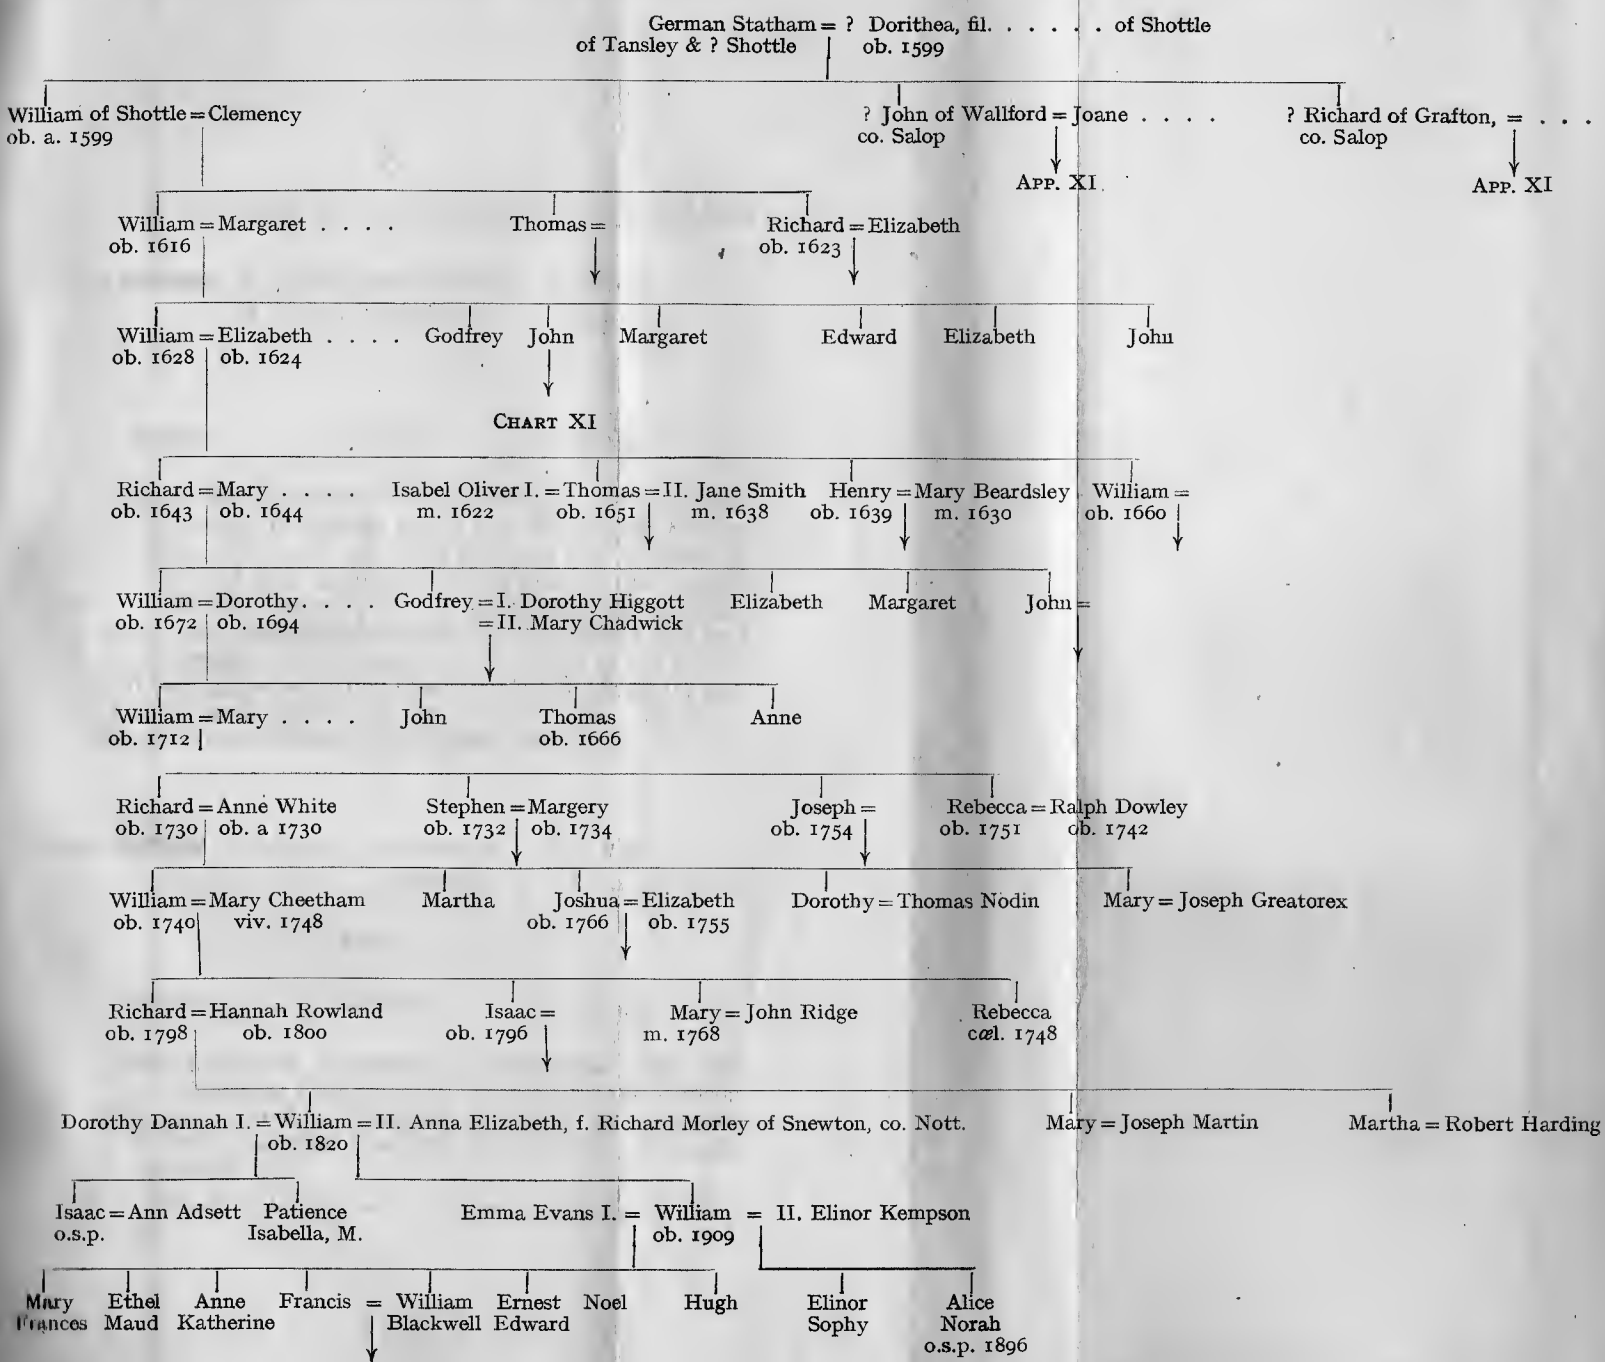 German Statham = ? Dorithea, fil. . . . . . . of Shottle
of Tansley & ? Shottle ob. 1599
William of Shottle = Clemency ? John of Wallford = Joane . . . . ? Richard of Grafton, = . . .
ob. a. 1599 co. Salop co. Salop
APP. XI. APP. XI
William = Margaret . . . . Thomas = Richard = Elizabeth
ob. 1616 ob. 1623
William = Elizabeth . . . . Godfrey John Margaret Edward Elizabeth John
ob. 1628 ob. 1624
CHART XI
Richard = Mary . . . . Isabel Oliver I. = Thomas = II. Jane Smith Henry = Mary Beardsley William =
ob. 1643 ob. 1644 m. 1622 ob. 1651 m. 1638 ob. 1639 m. 1630 ob. 1660
William = Dorothy. . . . Godfrey = I. Dorothy Higgott Elizabeth Margaret John =
ob. 1672 ob. 1694 = II. Mary Chadwick
William = Mary . . . . John Thomas Anne
ob. 1712 ob. 1666
Richard = Anne White Stephen = Margery Joseph = Rebecca = Ralph Dowley
ob. 1730 ob. a 1730 ob. 1732 ob. 1734 ob. 1754 ob. 1751 ob. 1742
William = Mary Cheetham Martha Joshua = Elizabeth Dorothy = Thomas Nodin Mary = Joseph Greatorex
ob. 1740 viv. 1748 ob. 1766 ob. 1755
Richard = Hannah Rowland Isaac = Mary = John Ridge Rebecca
ob. 1798 ob. 1800 ob. 1796 m. 1768 cœl. 1748
Dorothy Dannah I. = William = II. Anna Elizabeth, f. Richard Morley of Snewton, co. Nott. Mary = Joseph Martin Martha = Robert Harding
ob. 1820
Isaac = Ann Adsett Patience Emma Evans I. = William = II. Elinor Kempson
o.s.p. Isabella, M. ob. 1909
Mary Ethel Anne Francis = William Ernest Noel Hugh Elinor Alice
Frances Maud Katherine Blackwell Edward Sophy Norah
o.s.p. 1896